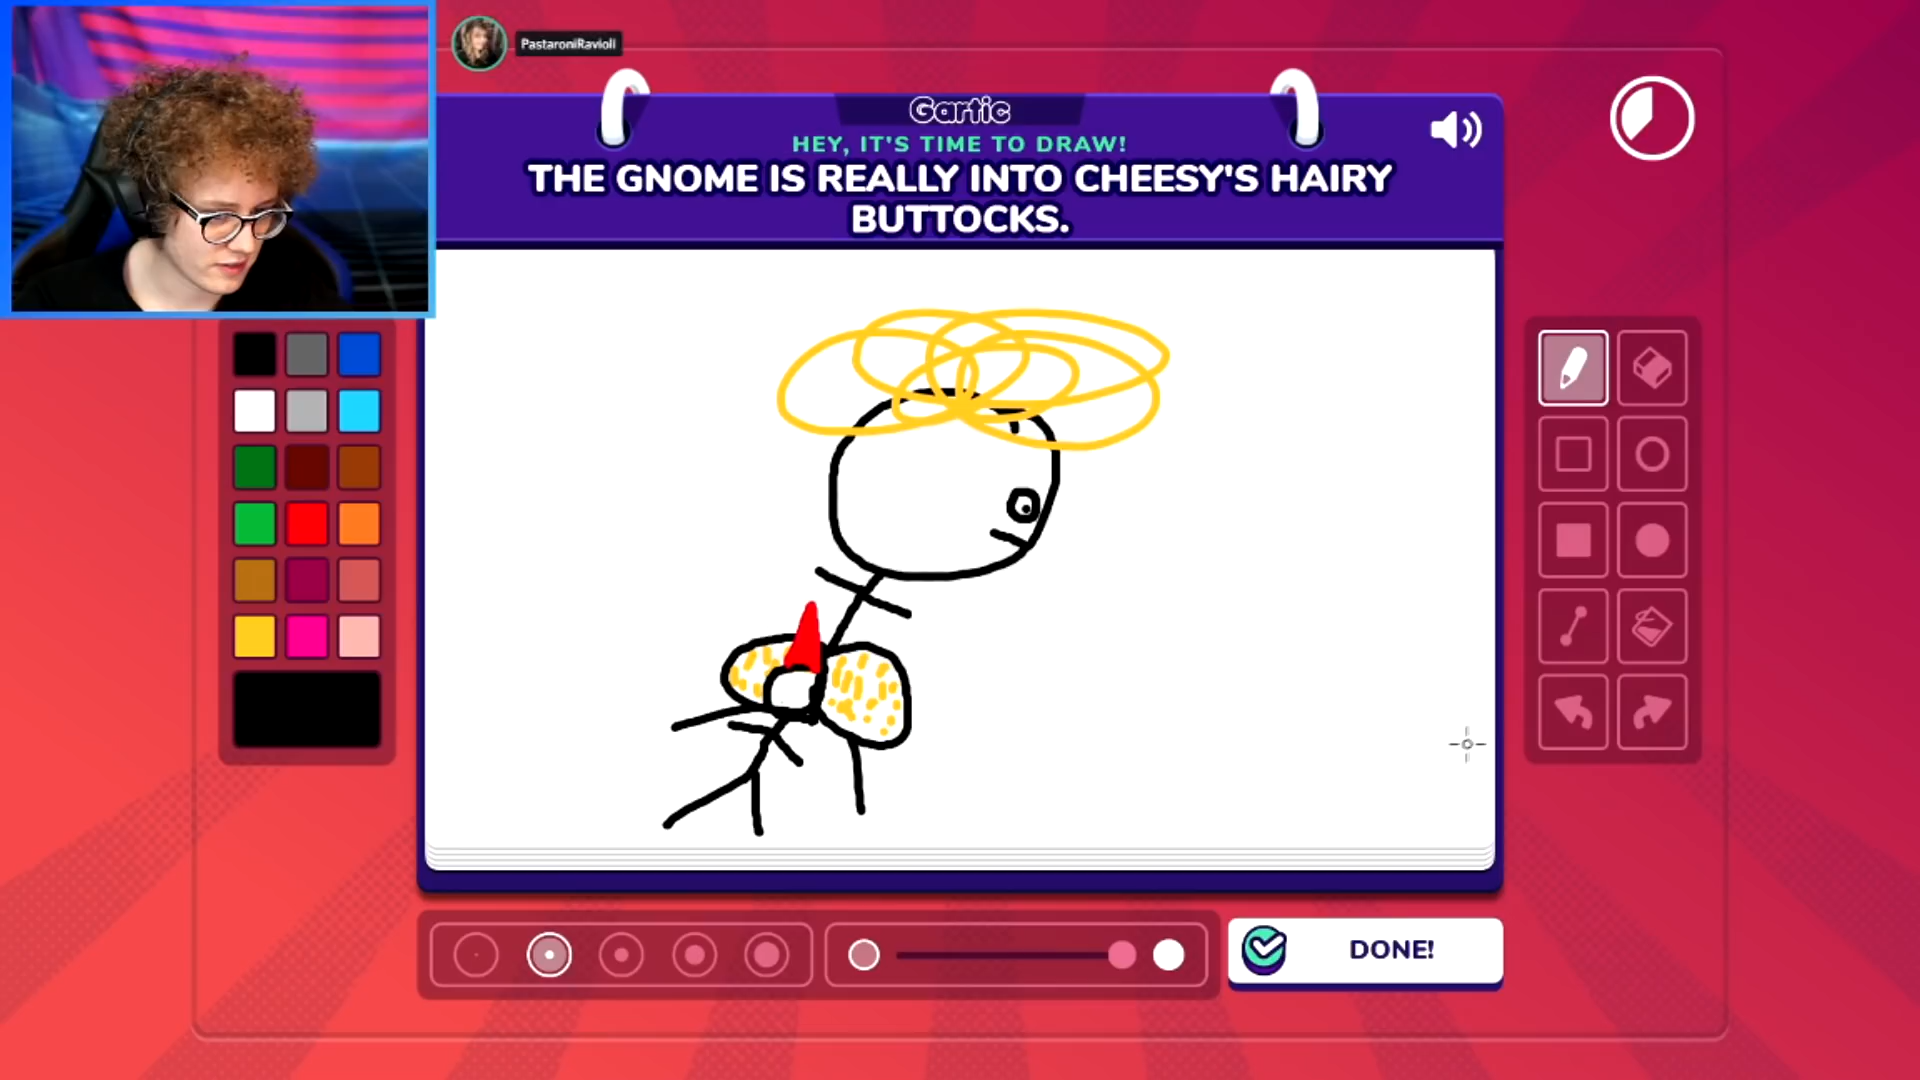 PastaroniRavioli
Gartic
HEY, IT'S TIME TO DRAW!
THE GNOME IS REALLY INTO CHEESY'S HAIRY
BUTTOCKS.
DONE!